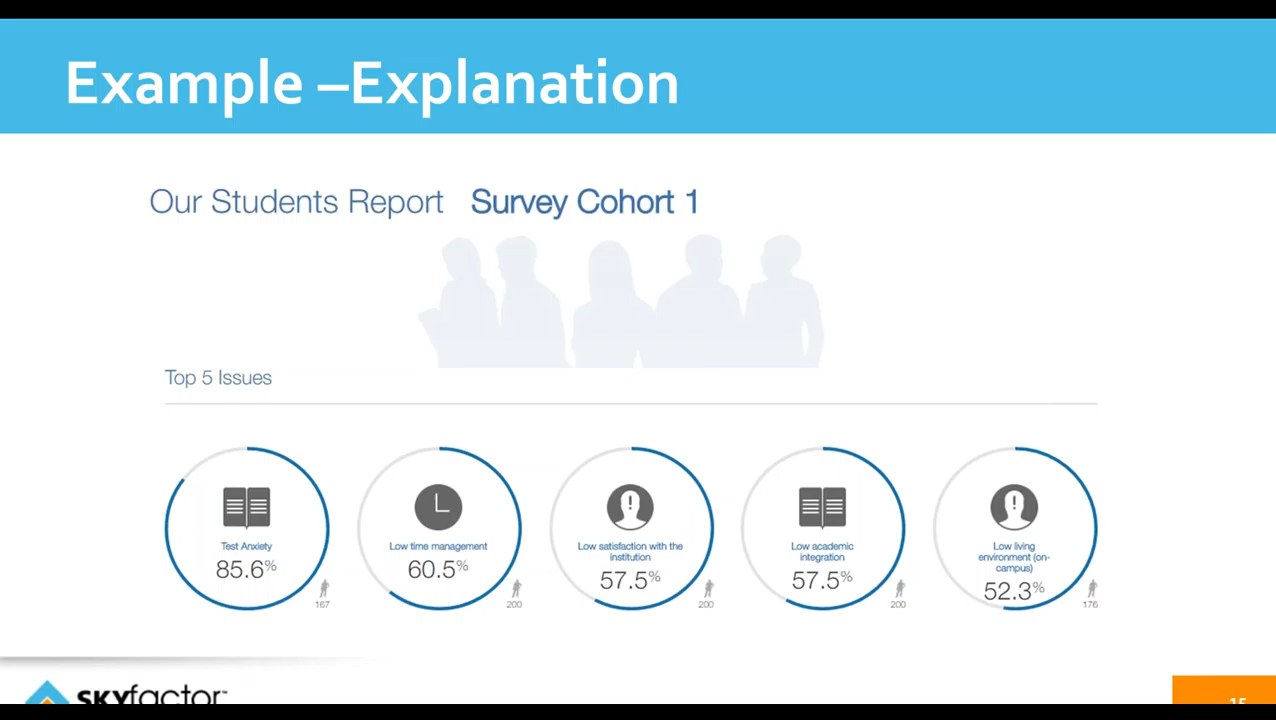 Example –Explanation
Our Students Report Survey Cohort 1
Top 5 Issues
Test Anxiety
85.6%
167
Low time management
60.5%
200
Low satisfaction with the
institution
57.5%
200
Low academic
integration
57.5%
200
Low living
environment (on-
campus)
52.3%
176
SKYfactor™
15